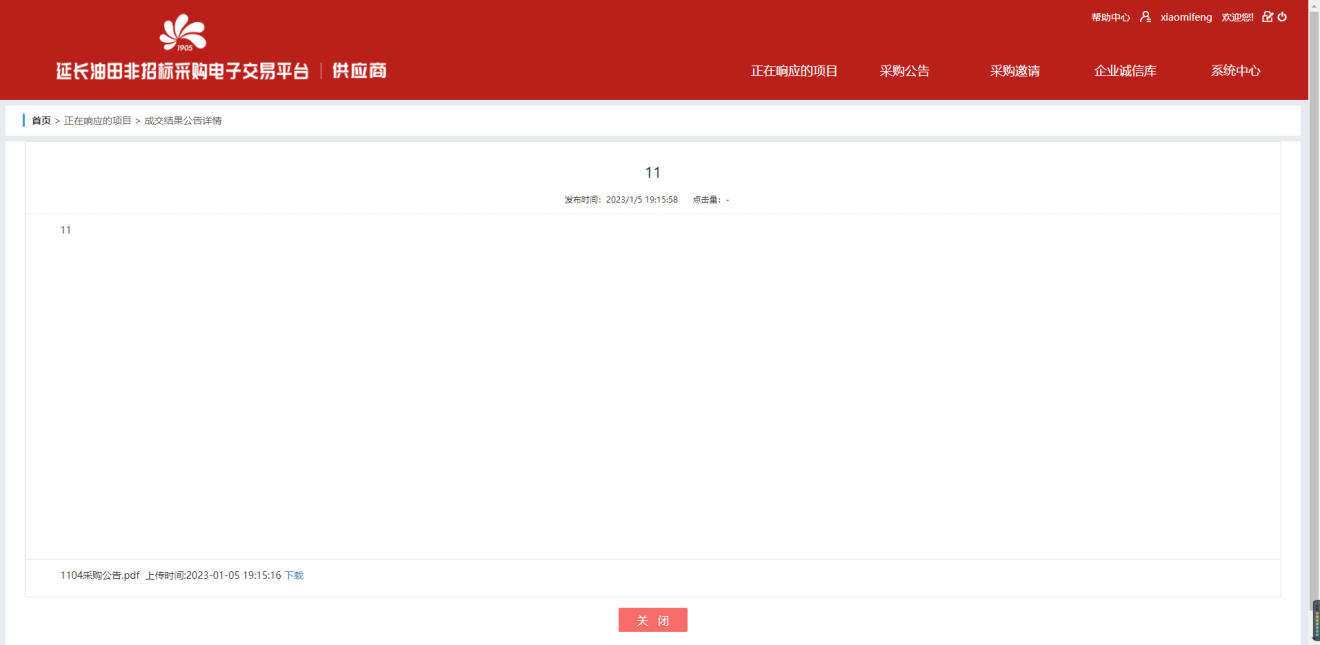 帮助中心 xiaomifeng 欢迎您!!
1905
延长油田非招标采购电子交易平台 | 供应商
正在响应的项目 采购公告 采购邀请 企业诚信库 系统中心
首页 > 正在响应的项目 > 成交结果公告详情
11
发布时间: 2023/1/5 19:15:58 点击量: -
11
1104采购公告.pdf 上传时间:2023-01-05 19:15:16 下载
关 闭